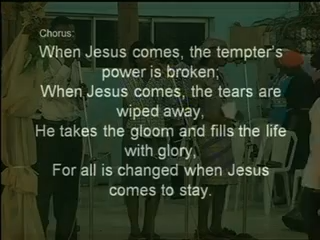 Chorus:
When Jesus comes, the tempter's
power is broken;
When Jesus comes, the tears are
wiped away,
He takes the gloom and fills the life
with glory,
For all is changed when Jesus
comes to stay.